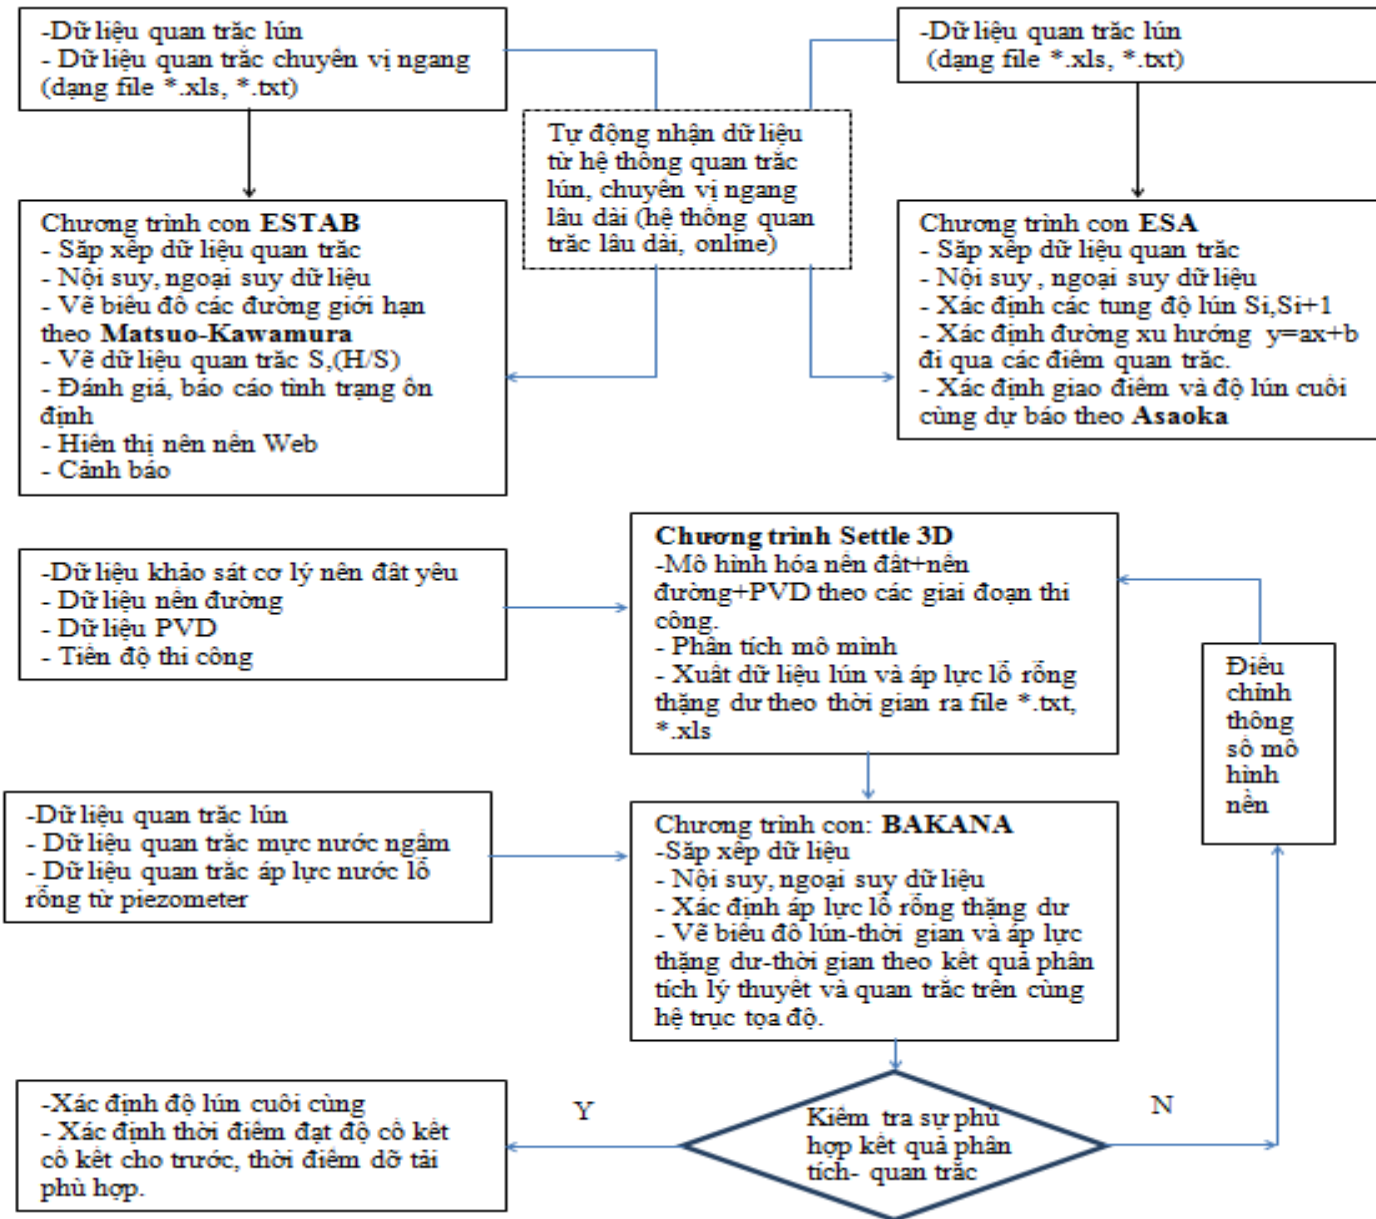 -Dữ liệu quan trắc lún
- Dữ liệu quan trắc chuyển vị ngang
(dạng file *.xls, *.txt)
-Dữ liệu quan trắc lún
(dạng file *.xls, *.txt)
Tự động nhận dữ liệu
từ hệ thống quan trắc
lún, chuyển vị ngang
lâu dài (hệ thống quan
trắc lâu dài, online)
Chương trình con ESTAB
- Sắp xếp dữ liệu quan trắc
- Nội suy, ngoại suy dữ liệu
- Vẽ biểu đồ các đường giới hạn
theo Matsuo-Kawamura
- Vẽ dữ liệu quan trắc S,(H/S)
- Đánh giá, báo cáo tình trạng ổn
định
- Hiển thị nên nền Web
- Cảnh báo
Chương trình con ESA
- Sắp xếp dữ liệu quan trắc
- Nội suy , ngoại suy dữ liệu
- Xác định các tung độ lún Si,Si+1
- Xác định đường xu hướng y=ax+b
đi qua các điểm quan trắc.
- Xác định giao điểm và độ lún cuối
cùng dự báo theo Asaoka
-Dữ liệu khảo sát cơ lý nền đất yếu
- Dữ liệu nền đường
- Dữ liệu PVD
- Tiến độ thi công
Chương trình Settle 3D
-Mô hình hóa nền đất+nền
đường+PVD theo các giai đoạn thi
công.
- Phân tích mô mình
- Xuất dữ liệu lún và áp lực lỗ rỗng
thặng dư theo thời gian ra file *.txt,
*.xls
Điều
chỉnh
thông
số mô
hình
nền
-Dữ liệu quan trắc lún
- Dữ liệu quan trắc mực nước ngầm
- Dữ liệu quan trắc áp lực nước lỗ
rỗng từ piezometer
Chương trình con: BAKANA
-Sắp xếp dữ liệu
- Nội suy, ngoại suy dữ liệu
- Xác định áp lực lỗ rỗng thặng dư
- Vẽ biểu đồ lún-thời gian và áp lực
thặng dư-thời gian theo kết quả phân
tích lý thuyết và quan trắc trên cùng
hệ trục tọa độ.
-Xác định độ lún cuối cùng
- Xác định thời điểm đạt độ cố kết
cố kết cho trước, thời điểm dỡ tải
phù hợp.
Y
Kiểm tra sự phù
hợp kết quả phân
tích- quan trắc
N